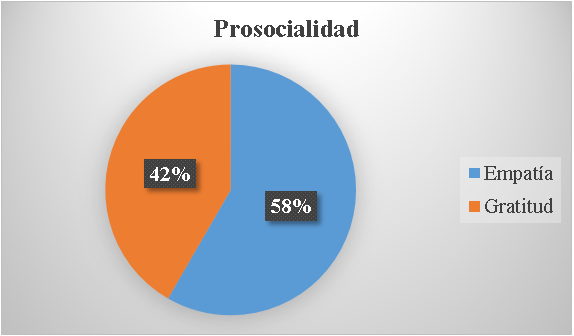 Prosocialidad
42%
58%
Empatía
Gratitud